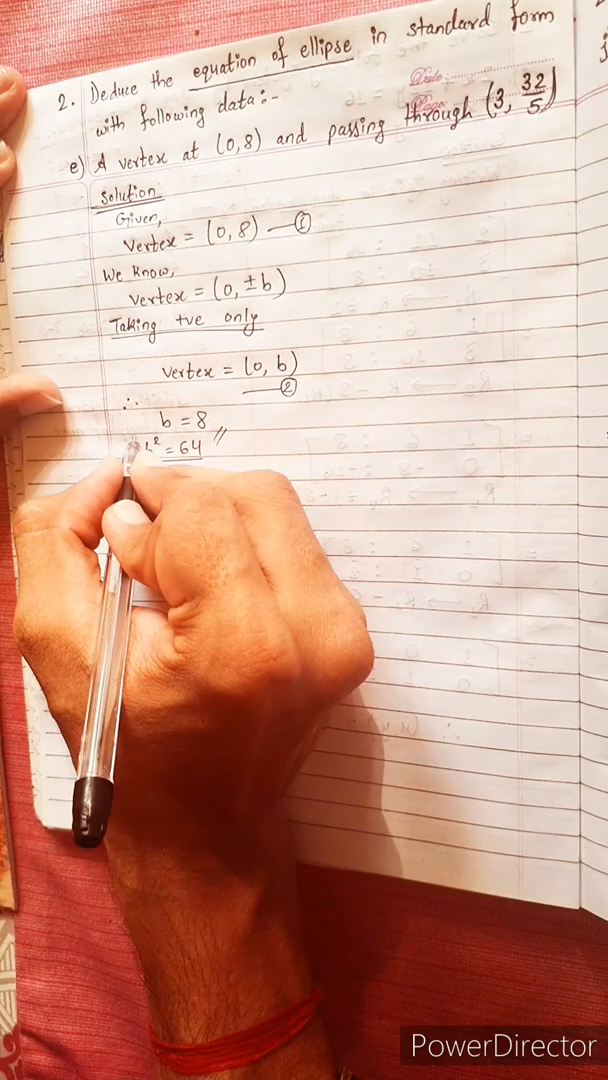 2. Deduce the equation of ellipse in standard form
with following data:-
Date
Page
e) A vertex at (0,8) and passing through (3, 32/5)
Solution
Given,
Vertex = (0,8) — ①
We know,
Vertex = (0, ±b)
Taking +ve only
Vertex = (0, b)
— ②
∴
b = 8
b² = 64 //
PowerDirector